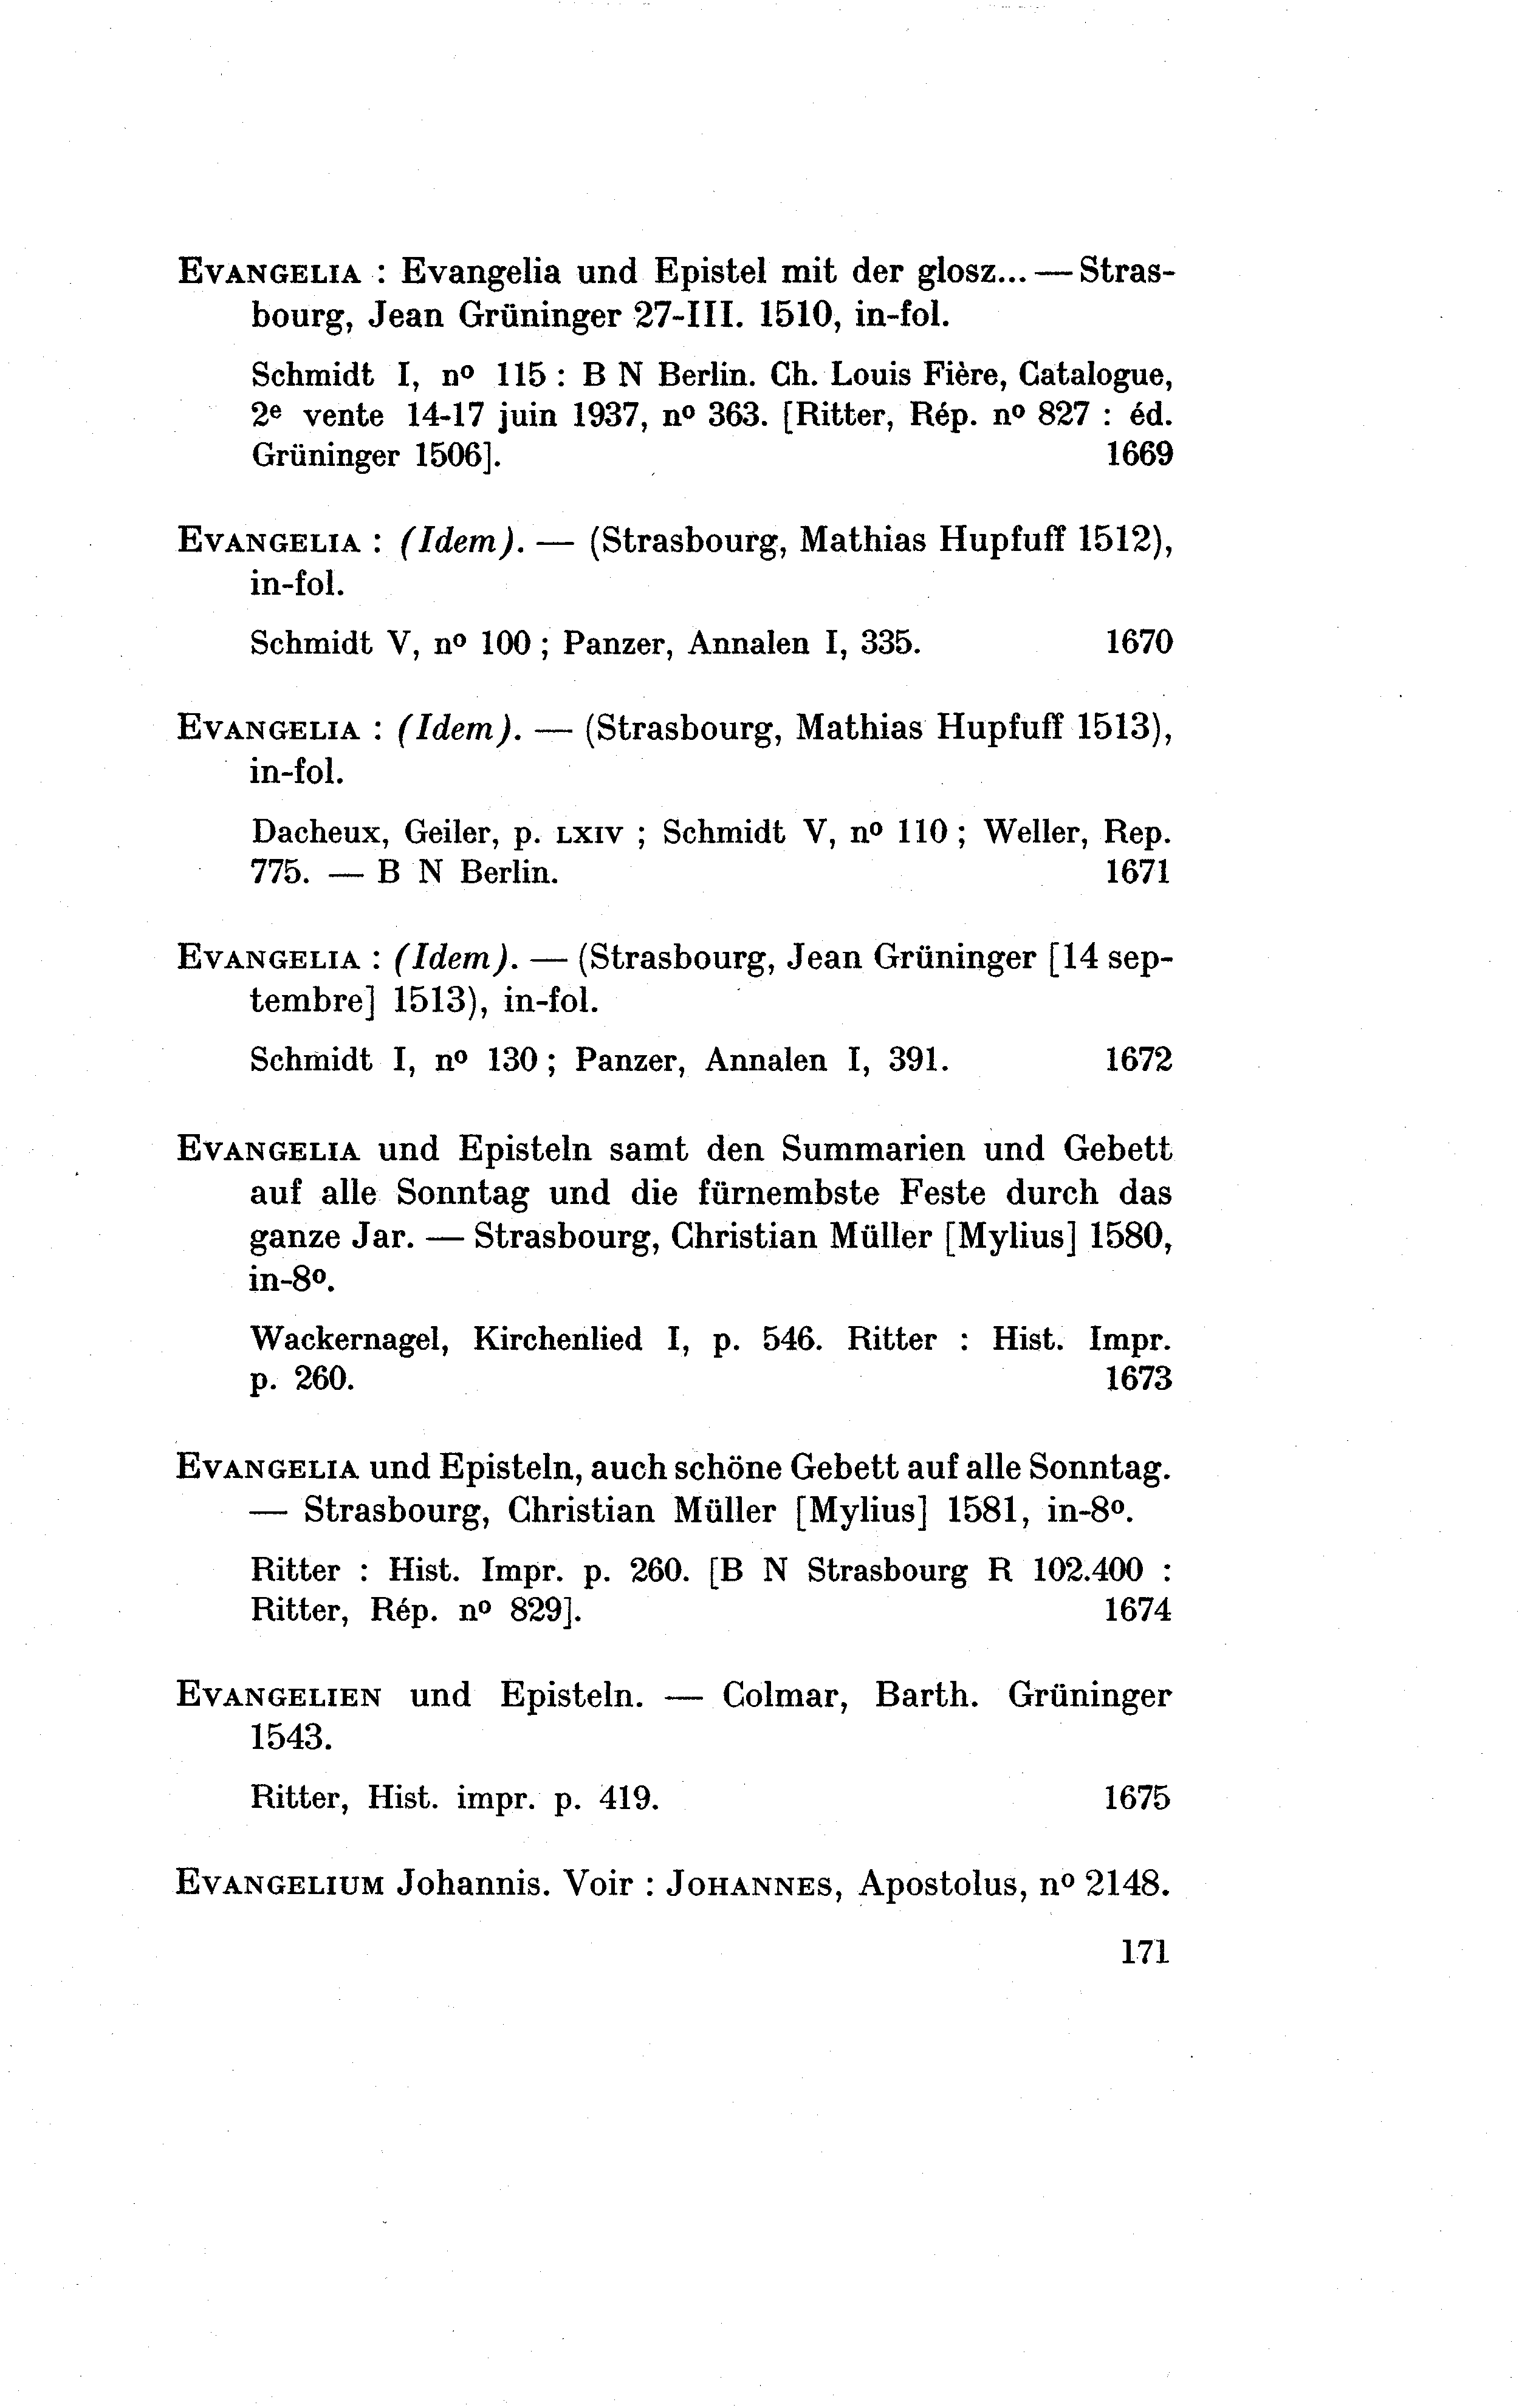 EVANGELIA : Evangelia und Epistel mit der glosz... — Stras-
bourg, Jean Grüninger 27-III. 1510, in-fol.
Schmidt I, nº 115 : B N Berlin. Ch. Louis Fière, Catalogue,
2e vente 14-17 juin 1937, nº 363. [Ritter, Rép. nº 827 : éd.
Grüninger 1506]. 1669
EVANGELIA : (Idem). — (Strasbourg, Mathias Hupfuff 1512),
in-fol.
Schmidt V, nº 100 ; Panzer, Annalen I, 335. 1670
EVANGELIA : (Idem). — (Strasbourg, Mathias Hupfuff 1513),
in-fol.
Dacheux, Geiler, p. LXIV ; Schmidt V, nº 110 ; Weller, Rep.
775. — B N Berlin. 1671
EVANGELIA : (Idem). — (Strasbourg, Jean Grüninger [14 sep-
tembre] 1513), in-fol.
Schmidt I, nº 130 ; Panzer, Annalen I, 391. 1672
EVANGELIA und Episteln samt den Summarien und Gebett
auf alle Sonntag und die fürnembste Feste durch das
ganze Jar. — Strasbourg, Christian Müller [Mylius] 1580,
in-8º.
Wackernagel, Kirchenlied I, p. 546. Ritter : Hist. Impr.
p. 260. 1673
EVANGELIA und Episteln, auch schöne Gebett auf alle Sonntag.
— Strasbourg, Christian Müller [Mylius] 1581, in-8º.
Ritter : Hist. Impr. p. 260. [B N Strasbourg R 102.400 :
Ritter, Rép. nº 829]. 1674
EVANGELIEN und Episteln. — Colmar, Barth. Grüninger
1543.
Ritter, Hist. impr. p. 419. 1675
EVANGELIUM Johannis. Voir : JOHANNES, Apostolus, nº 2148.
171